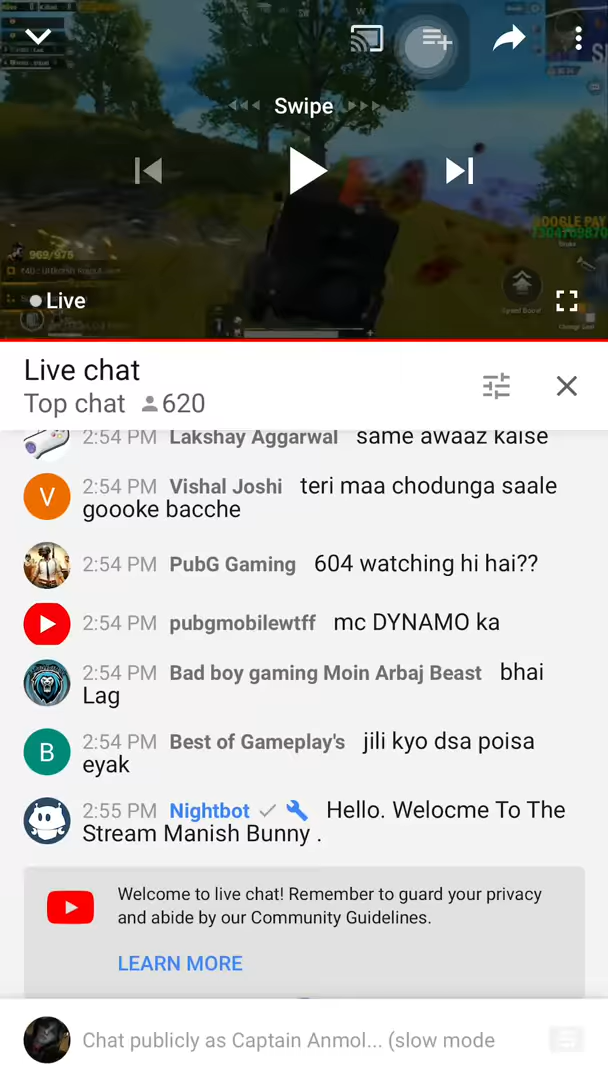 Swipe
GOOGLE PAY
969/975
Live
Live chat
Top chat 620
2:54 PM Lakshay Aggarwal same awaaz kaise
V 2:54 PM Vishal Joshi teri maa chodunga saale
goooke bacche
2:54 PM PubG Gaming 604 watching hi hai??
2:54 PM pubgmobilewtff mc DYNAMO ka
2:54 PM Bad boy gaming Moin Arbaj Beast bhai
Lag
B 2:54 PM Best of Gameplay's jili kyo dsa poisa
eyak
2:55 PM Nightbot Hello. Welocme To The
Stream Manish Bunny .
Welcome to live chat! Remember to guard your privacy
and abide by our Community Guidelines.
LEARN MORE
Chat publicly as Captain Anmol... (slow mode